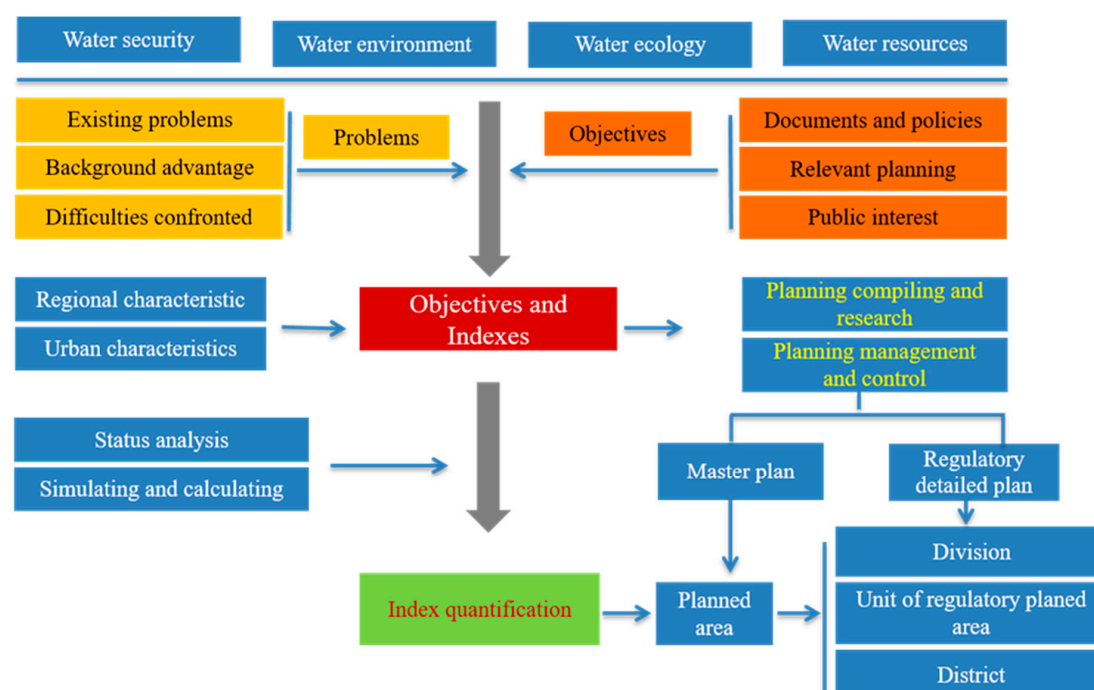 Water security
Water environment
Water ecology
Water resources
Existing problems
Background advantage
Difficulties confronted
Problems
Objectives
Documents and policies
Relevant planning
Public interest
Regional characteristic
Urban characteristics
Objectives and
Indexes
Planning compiling and
research
Planning management
and control
Status analysis
Simulating and calculating
Master plan
Regulatory
detailed plan
Index quantification
Planned
area
Division
Unit of regulatory planed
area
District